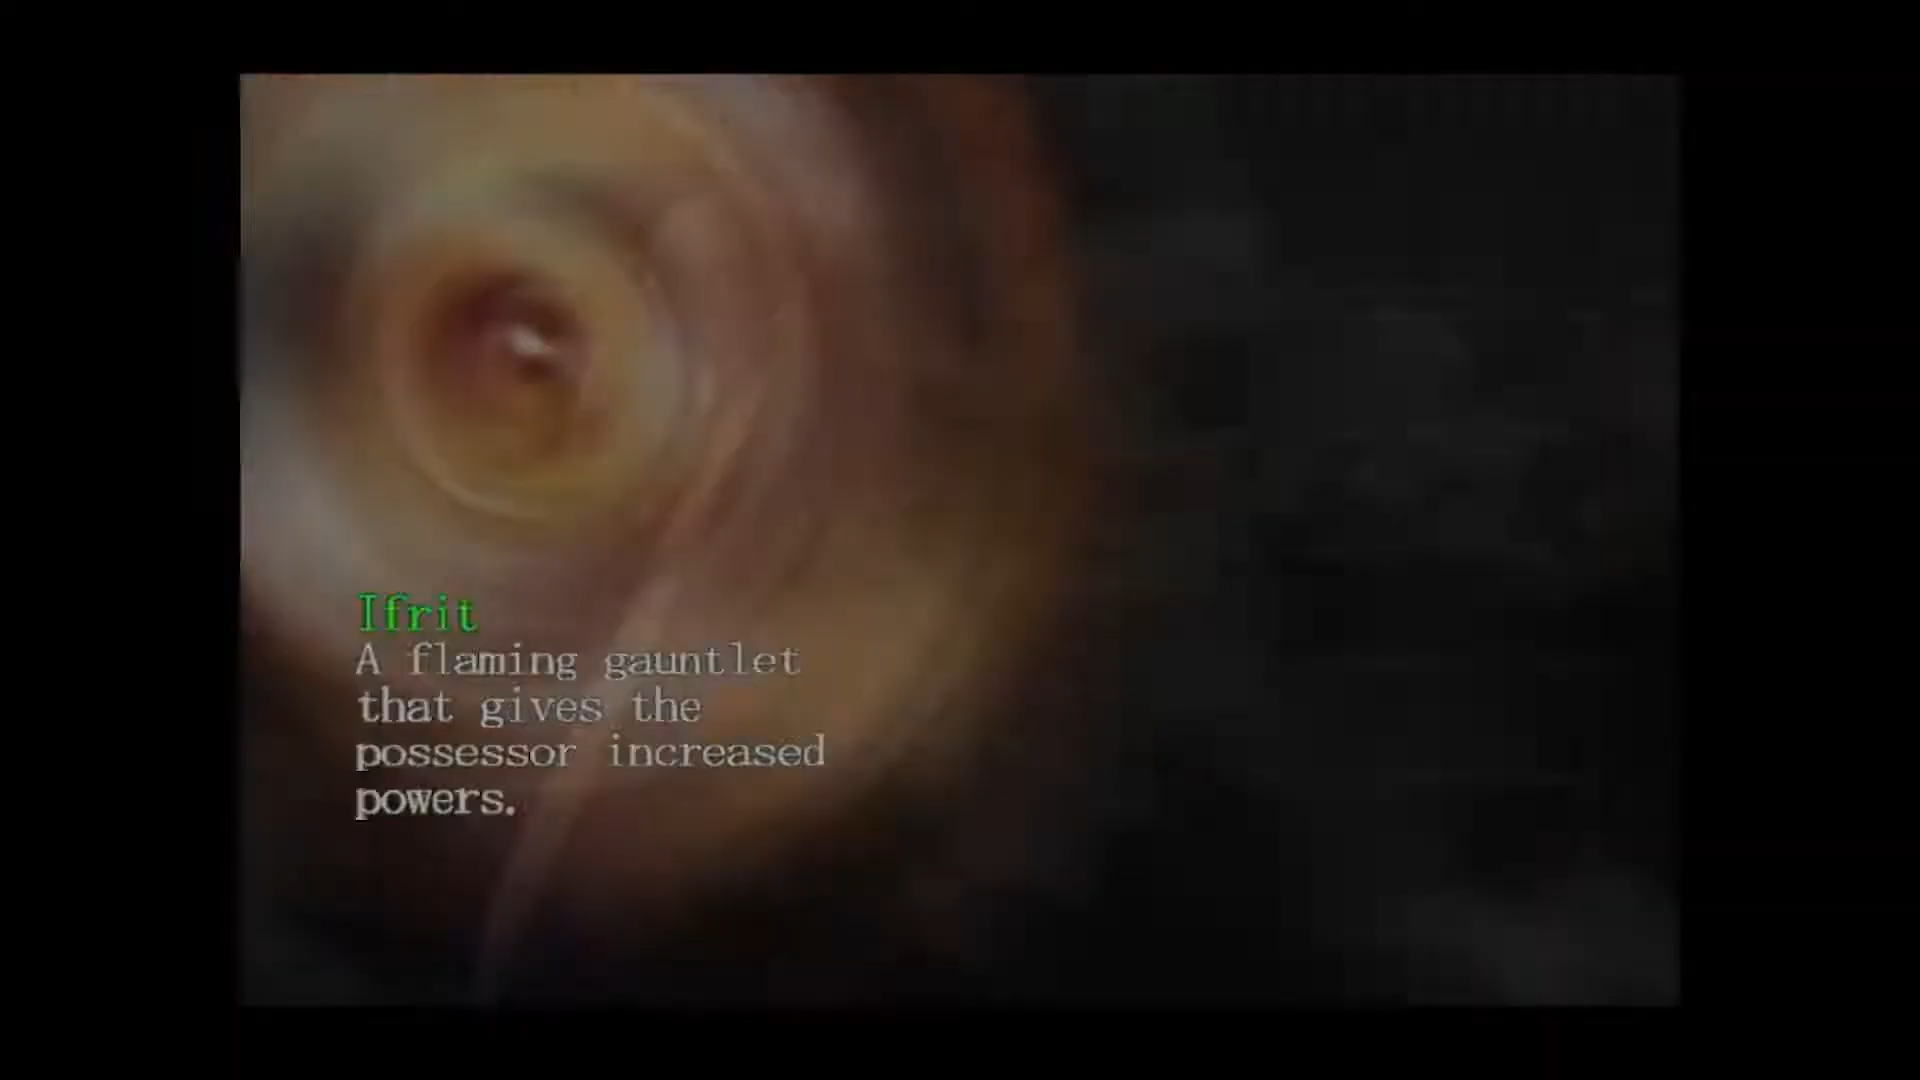 Ifrit
A flaming gauntlet
that gives the
possessor increased
powers.